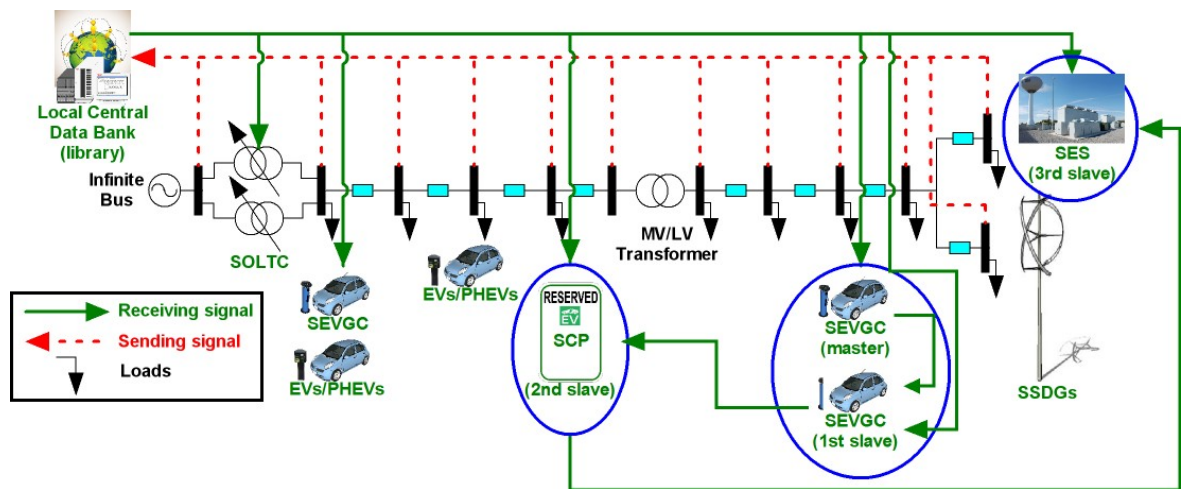 Local Central
Data Bank
(library)
Infinite
Bus
SOLTC
SEVGC
EVs/PHEVs
EVs/PHEVs
MV/LV
Transformer
RESERVED
EV
SCP
(2nd slave)
SEVGC
(master)
SEVGC
(1st slave)
SES
(3rd slave)
SSDGs
Receiving signal
Sending signal
Loads